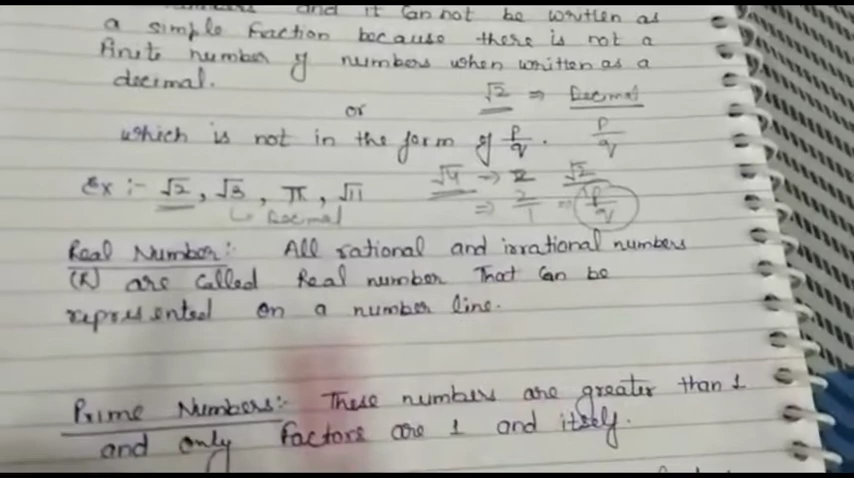 and it can not be written as
a simple fraction because there is not a
finite number of numbers when written as a
decimal.
√2 ⇒ Decimal
or
which is not in the form of p/q.
p/q
Ex :- √2, √3, π, √11
↳ Decimal
√4 → 2 √2
⇒ 2/1 ⇒ p/q
Real Number:- All rational and irrational numbers
(R) are called Real number That can be
represented on a number line.
Prime Numbers:- These numbers are greater than 1
and only factors are 1 and itself.